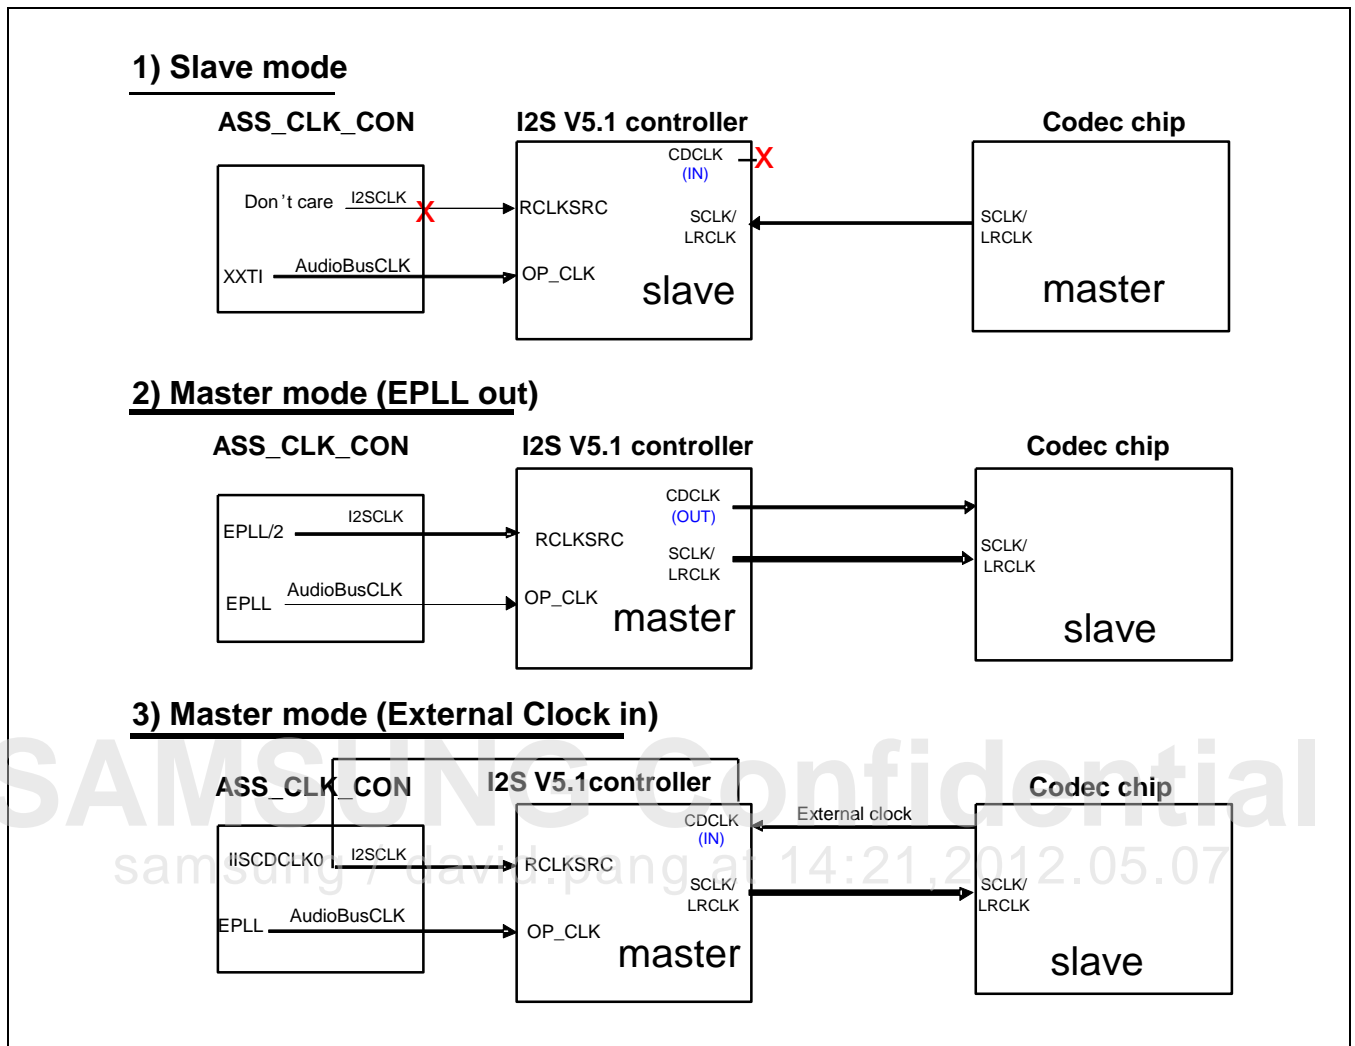 1) Slave mode
ASS_CLK_CON
I2S V5.1 controller
Codec chip
CDCLK
(IN)
X
Don't care
I2SCLK
X
RCLKSRC
SCLK/
LRCLK
SCLK/
LRCLK
XXTI
AudioBusCLK
OP_CLK
slave
master
2) Master mode (EPLL out)
ASS_CLK_CON
I2S V5.1 controller
Codec chip
CDCLK
(OUT)
EPLL/2
I2SCLK
RCLKSRC
SCLK/
LRCLK
SCLK/
LRCLK
EPLL
AudioBusCLK
OP_CLK
master
slave
3) Master mode (External Clock in)
SAMSUNG Confidential
ASS_CLK_CON
I2S V5.1controller
Codec chip
CDCLK
(IN)
External clock
IISCDCLK0
I2SCLK
RCLKSRC
samsung / david.pang at 14:21,2012.05.07
SCLK/
LRCLK
SCLK/
LRCLK
EPLL
AudioBusCLK
OP_CLK
master
slave